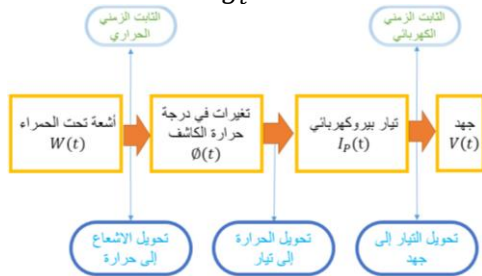 الثابت الزمني
الحراري
الثابت الزمني
الكهربائي
أشعة تحت الحمراء
W(t)
تغيرات في درجة
حرارة الكاشف
Ø(t)
تيار بيروكهربائي
I_P(t)
جهد
V(t)
تحويل الاشعاع
إلى حرارة
تحويل الحرارة
إلى تيار
تحويل التيار إلى
جهد